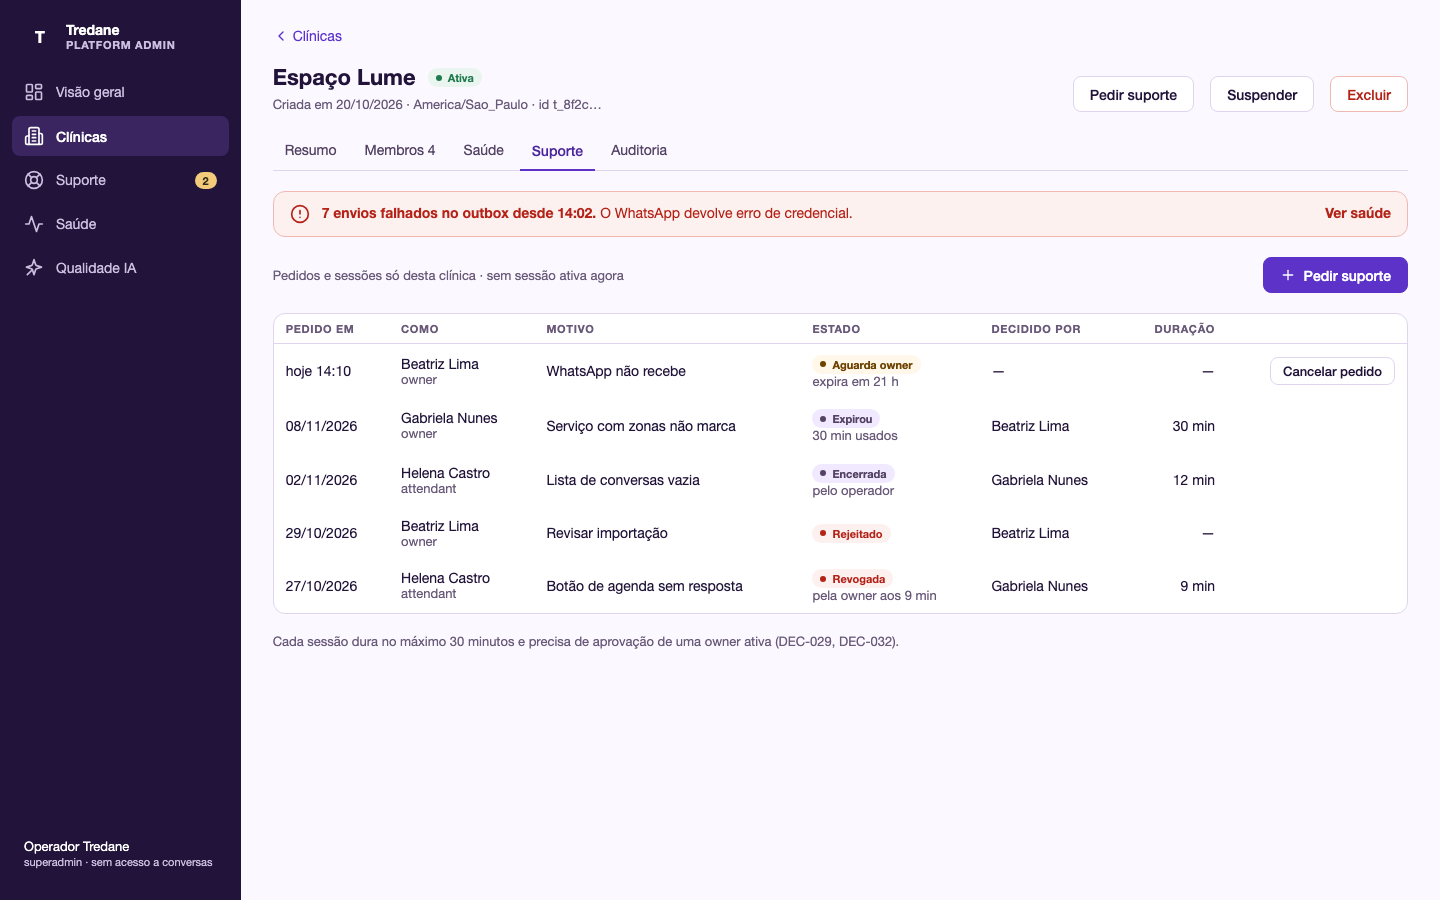 T
Tredane
PLATFORM ADMIN
Visão geral
Clínicas
Suporte
2
Saúde
Qualidade IA
Operador Tredane
superadmin · sem acesso a conversas
Clínicas
Espaço Lume
Ativa
Criada em 20/10/2026 · America/Sao_Paulo · id t_8f2c…
Pedir suporte
Suspender
Excluir
Resumo
Membros 4
Saúde
Suporte
Auditoria
7 envios falhados no outbox desde 14:02. O WhatsApp devolve erro de credencial.
Ver saúde
Pedidos e sessões só desta clínica · sem sessão ativa agora
Pedir suporte
PEDIDO EM COMO MOTIVO ESTADO DECIDIDO POR DURAÇÃO
hoje 14:10
Beatriz Lima
owner
WhatsApp não recebe
Aguarda owner
expira em 21 h
—
—
Cancelar pedido
08/11/2026
Gabriela Nunes
owner
Serviço com zonas não marca
Expirou
30 min usados
Beatriz Lima
30 min
02/11/2026
Helena Castro
attendant
Lista de conversas vazia
Encerrada
pelo operador
Gabriela Nunes
12 min
29/10/2026
Beatriz Lima
owner
Revisar importação
Rejeitado
Beatriz Lima
—
27/10/2026
Helena Castro
attendant
Botão de agenda sem resposta
Revogada
pela owner aos 9 min
Gabriela Nunes
9 min
Cada sessão dura no máximo 30 minutos e precisa de aprovação de uma owner ativa (DEC-029, DEC-032).